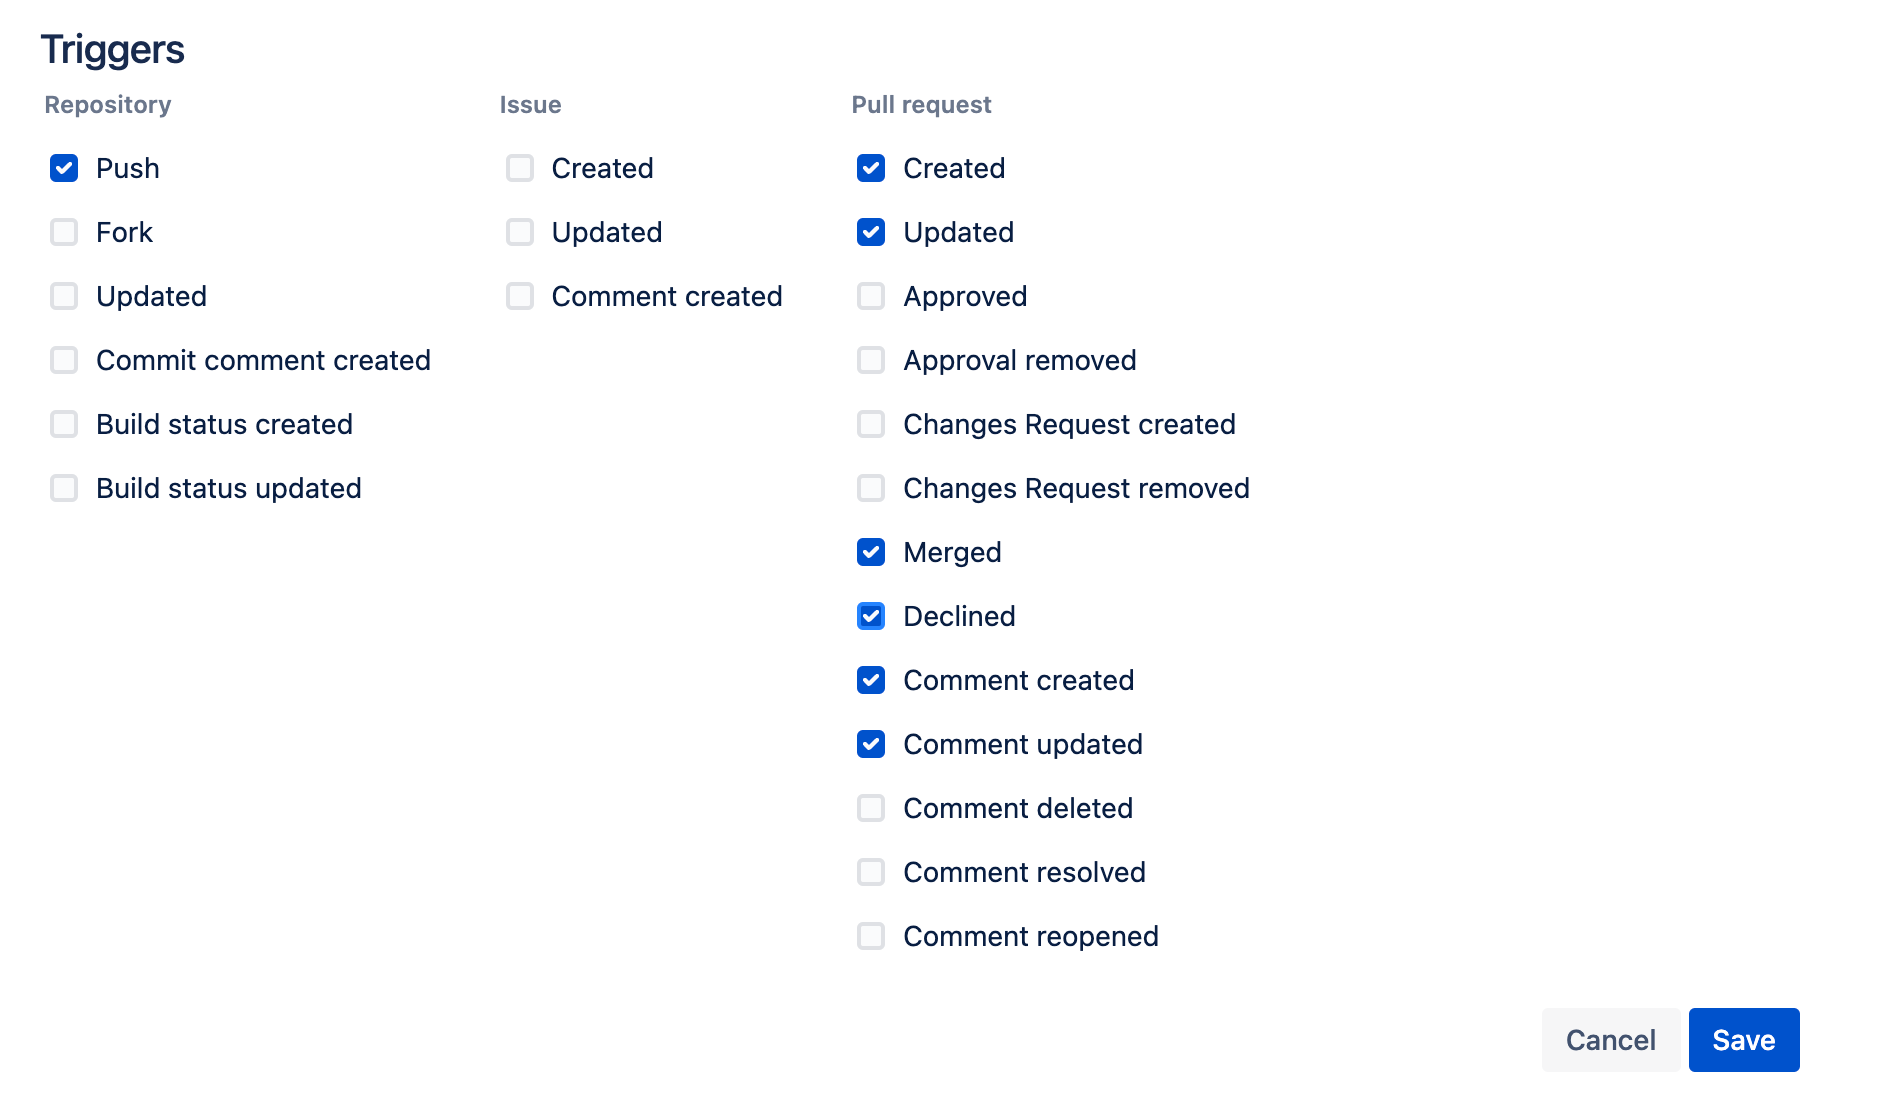 Triggers
Repository
Push
Fork
Updated
Commit comment created
Build status created
Build status updated
Issue
Created
Updated
Comment created
Pull request
Created
Updated
Approved
Approval removed
Changes Request created
Changes Request removed
Merged
Declined
Comment created
Comment updated
Comment deleted
Comment resolved
Comment reopened
Cancel
Save